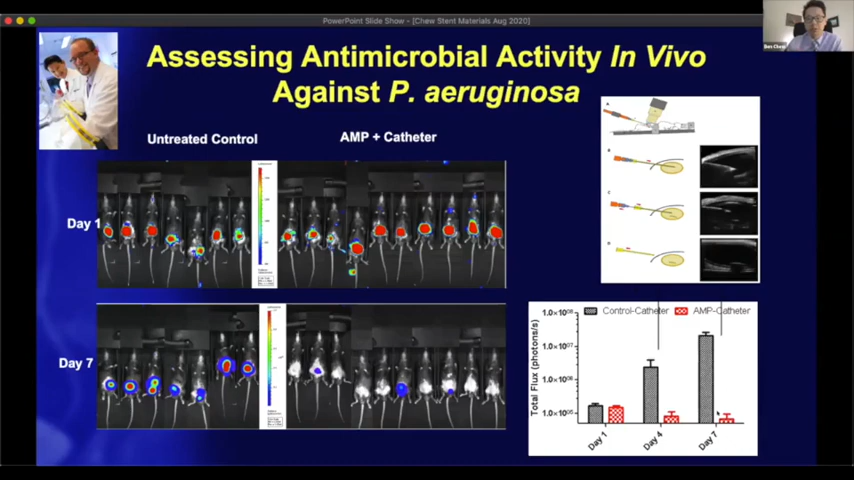 PowerPoint Slide Show - [Chew Stent Materials Aug 2020]
Assessing Antimicrobial Activity In Vivo
Against P. aeruginosa
Untreated Control
AMP + Catheter
Day 1
Day 7
A
B
C
Control-Catheter
AMP-Catheter
Total Flux (photons/s)
1.0×10⁰⁸
1.0×10⁰⁷
1.0×10⁰⁶
1.0×10⁰⁵
Day 1
Day 4
Day 7
Ben Chew